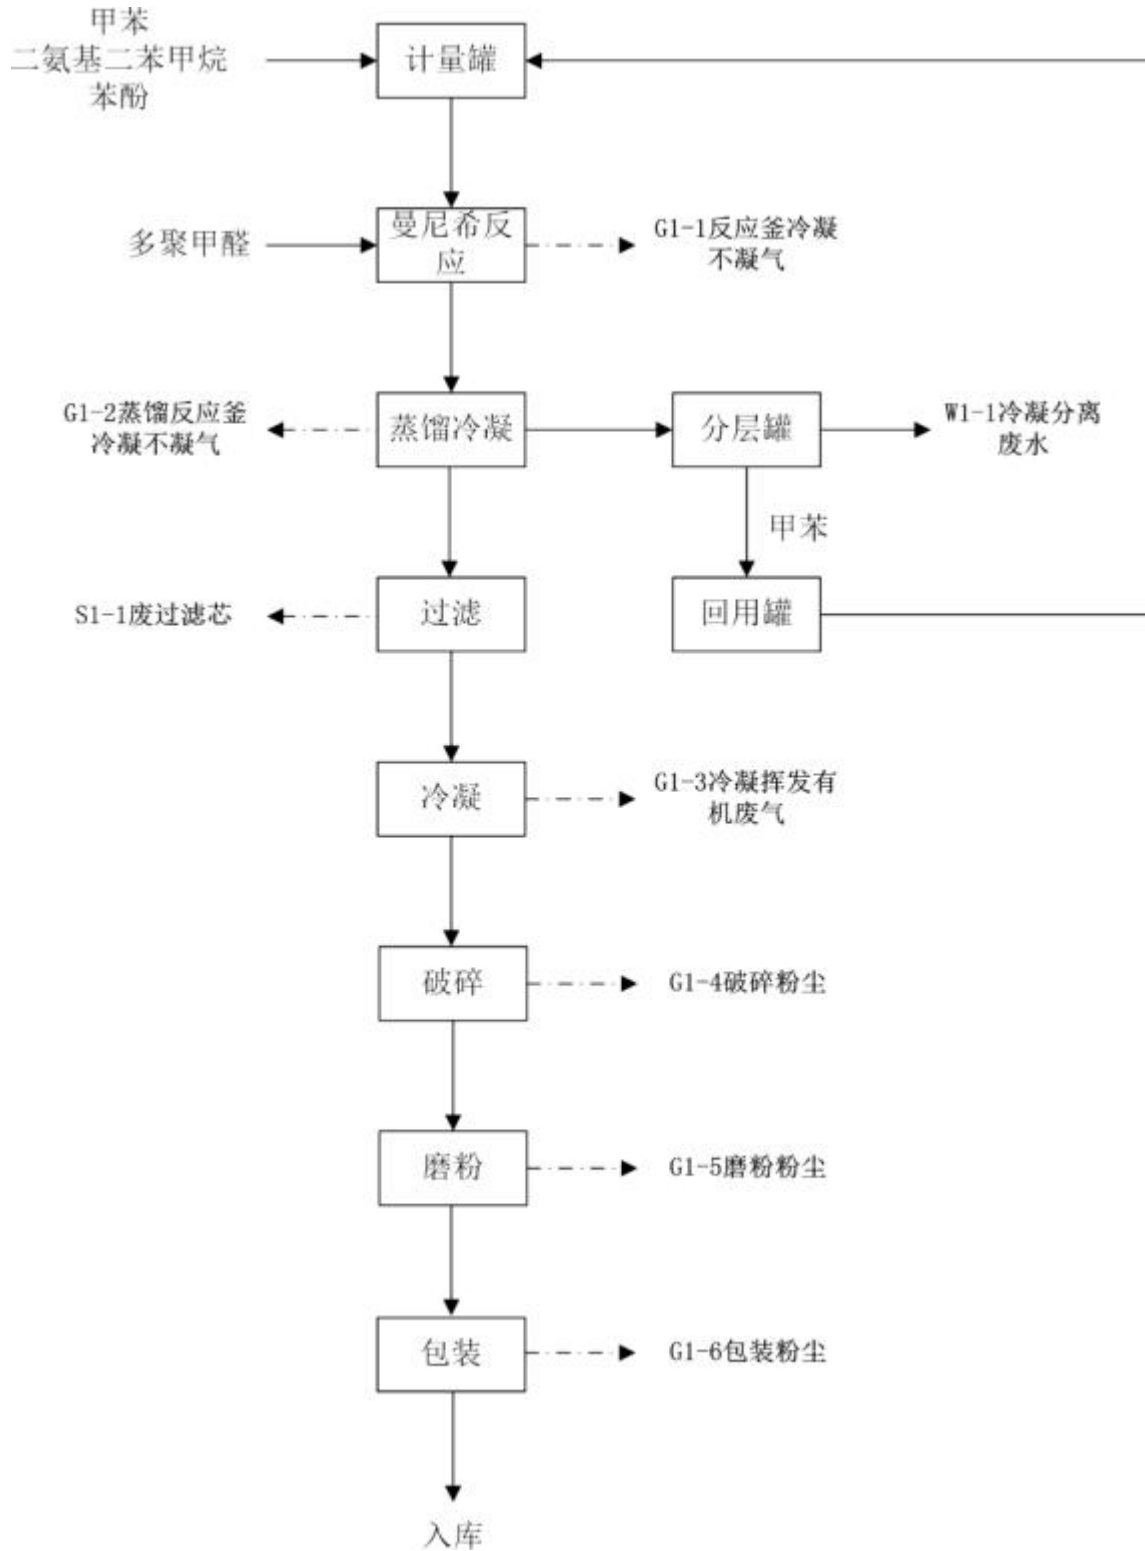 甲苯
二氨基二苯甲烷
苯酚
计量罐
多聚甲醛
曼尼希反
应
G1-1反应釜冷凝
不凝气
G1-2蒸馏反应釜
冷凝不凝气
蒸馏冷凝
分层罐
W1-1冷凝分离
废水
甲苯
S1-1废过滤芯
过滤
回用罐
冷凝
G1-3冷凝挥发有
机废气
破碎
G1-4破碎粉尘
磨粉
G1-5磨粉粉尘
包装
G1-6包装粉尘
入库